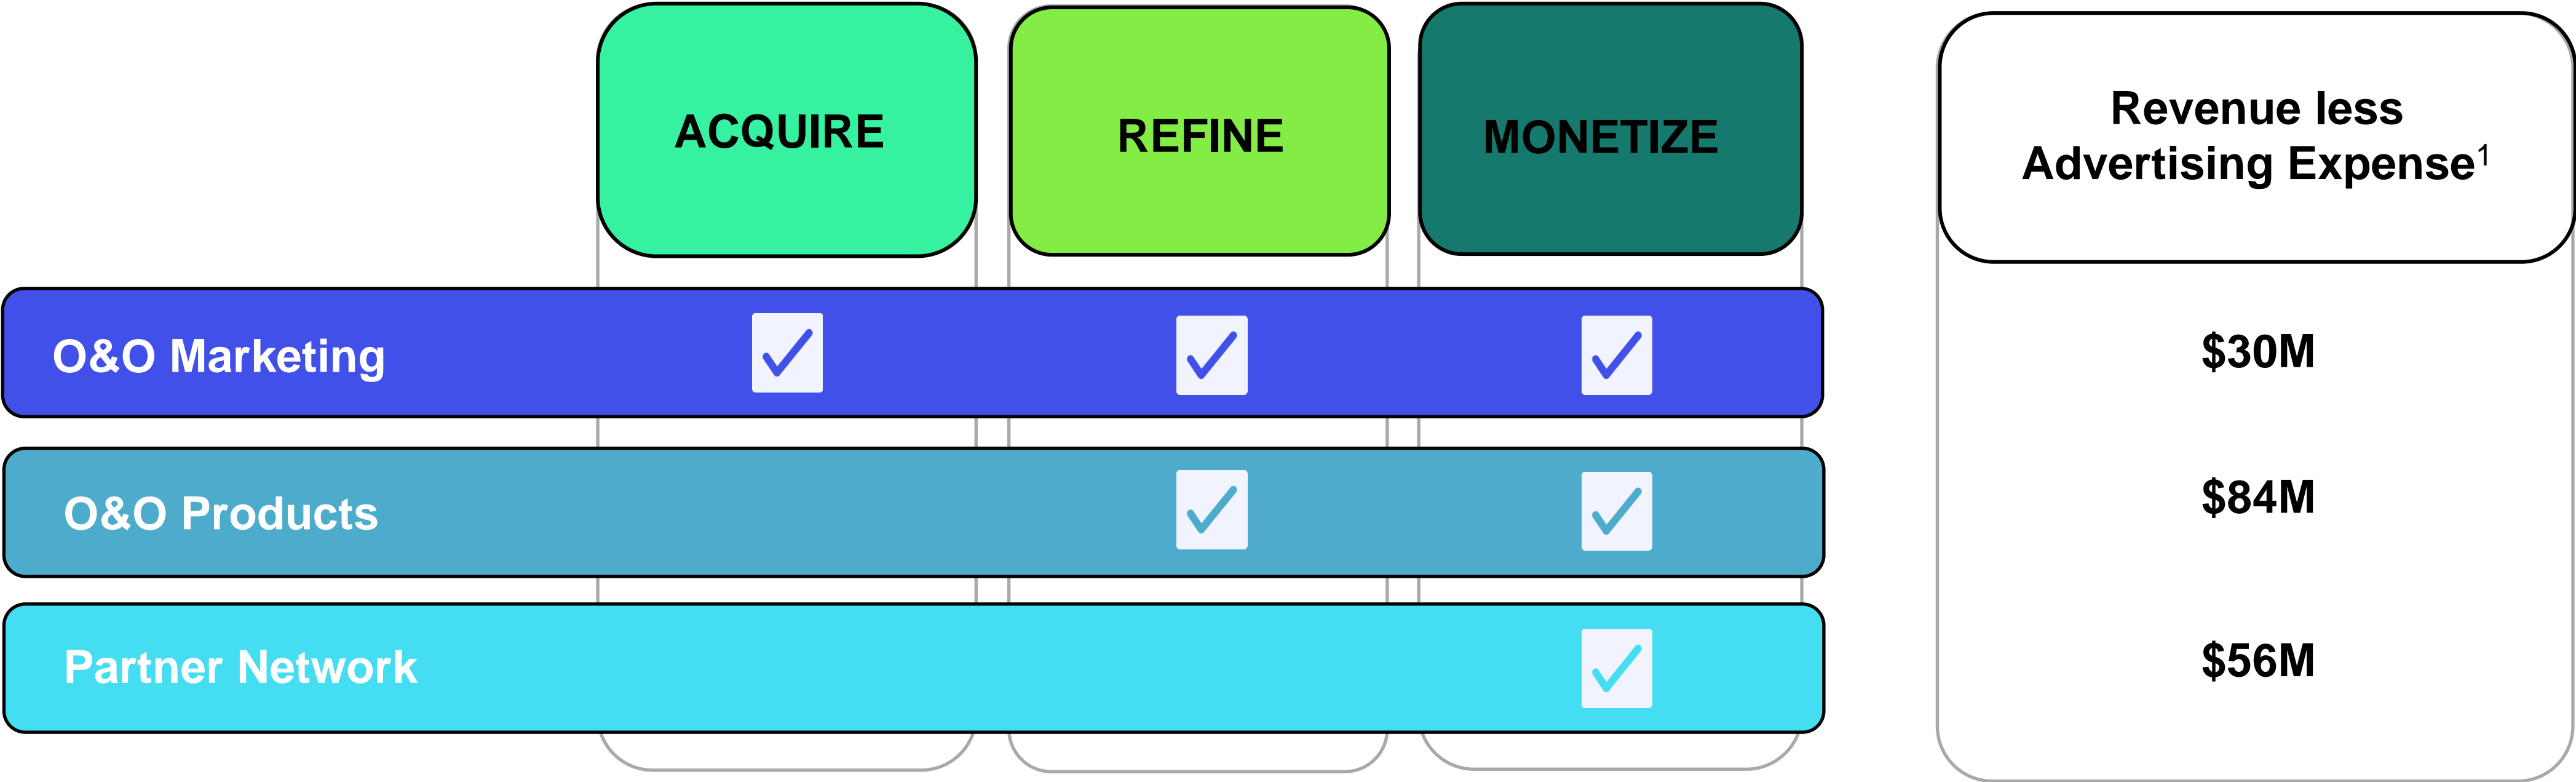 ACQUIRE
REFINE
MONETIZE
Revenue less
Advertising Expense¹
O&O Marketing
$30M
O&O Products
$84M
Partner Network
$56M